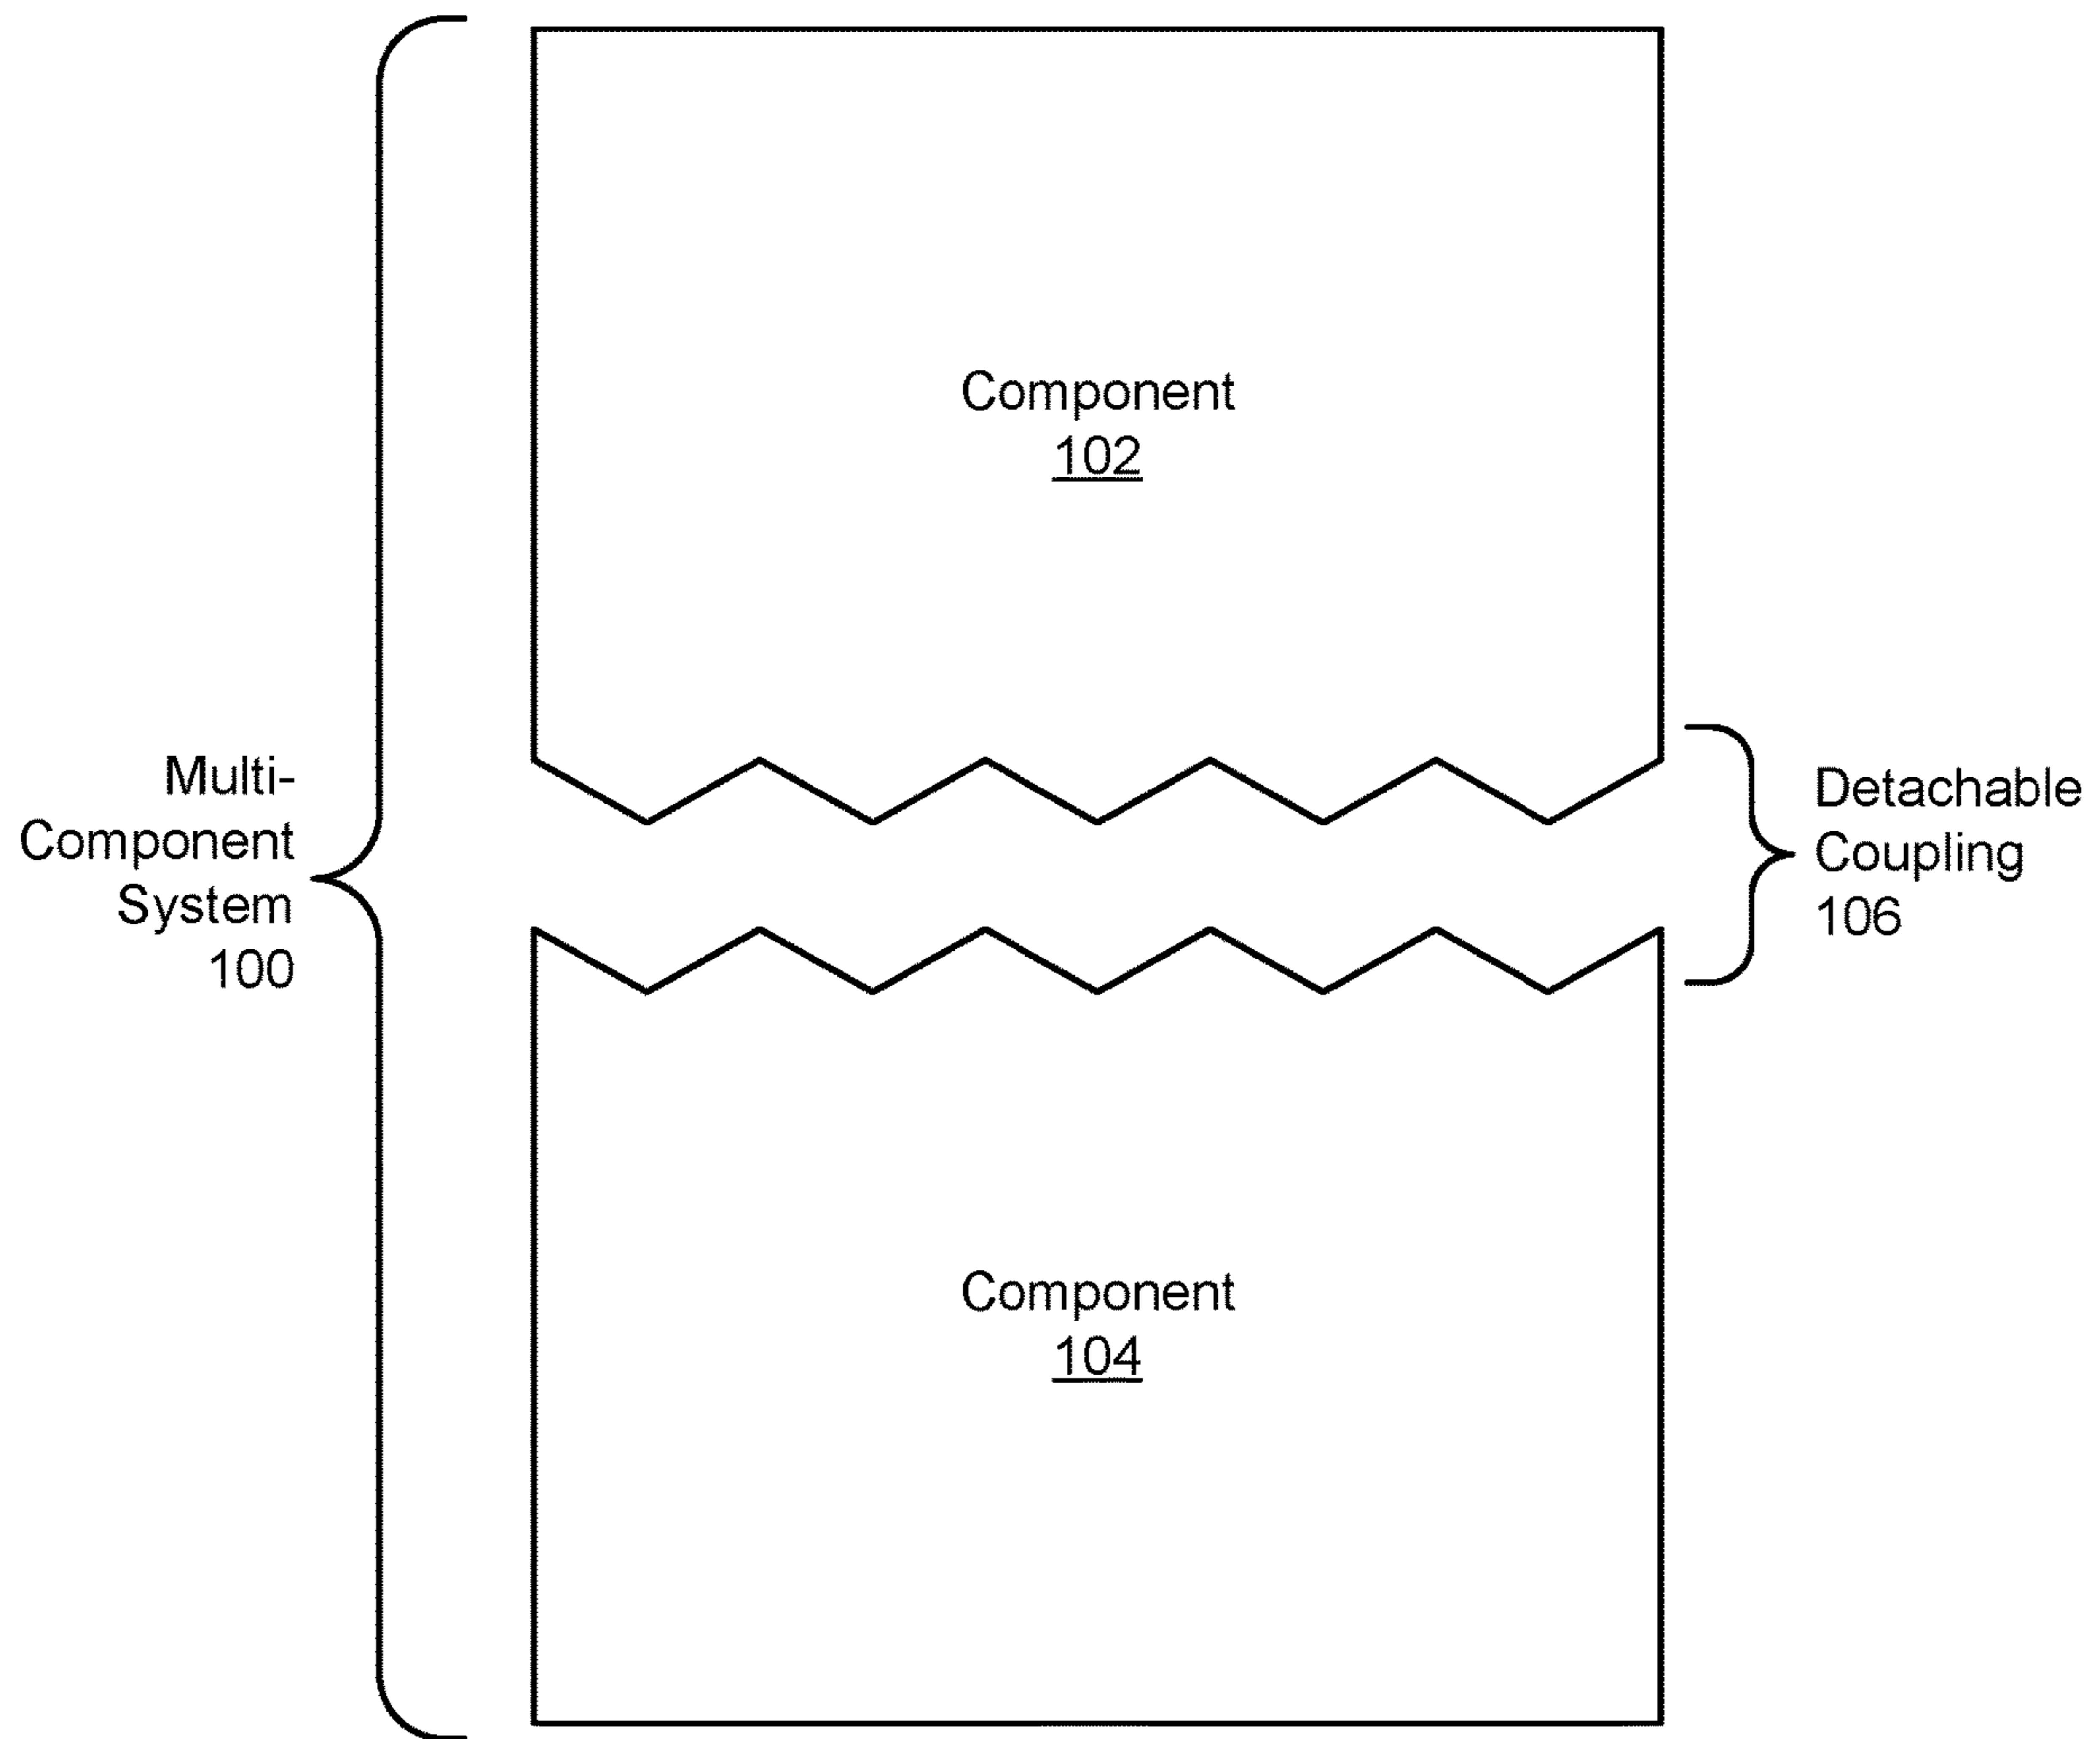 Component
102
Multi-
Component
System
100
Detachable
Coupling
106
Component
104